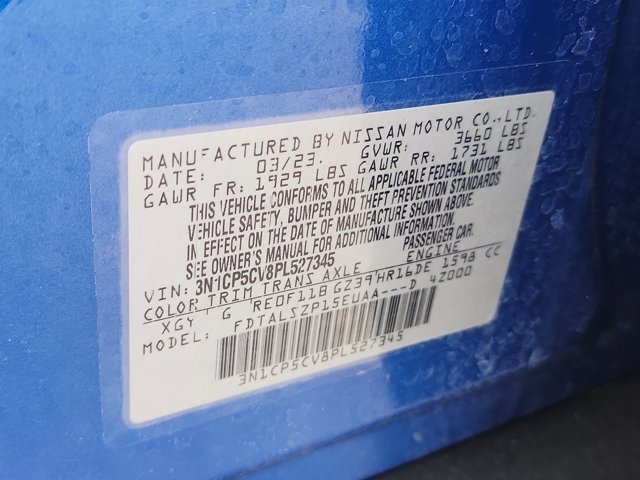 MANUFACTURED BY NISSAN MOTOR CO.,LTD.
DATE: 03/23. GVWR: 3660 LBS
GAWR FR: 1929 LBS GAWR RR: 1731 LBS
THIS VEHICLE CONFORMS TO ALL APPLICABLE FEDERAL MOTOR
VEHICLE SAFETY, BUMPER AND THEFT PREVENTION STANDARDS
IN EFFECT ON THE DATE OF MANUFACTURE SHOWN ABOVE.
SEE OWNER'S MANUAL FOR ADDITIONAL INFORMATION.
VIN: 3N1CP5CV8PL527345 PASSENGER CAR.
COLOR TRIM TRANS AXLE ENGINE
XGY G RE0F11B GZ39 HR16DE 1598 CC
MODEL: FDTALSZP15EUAA---D 4Z000
3N1CP5CV8PL527345